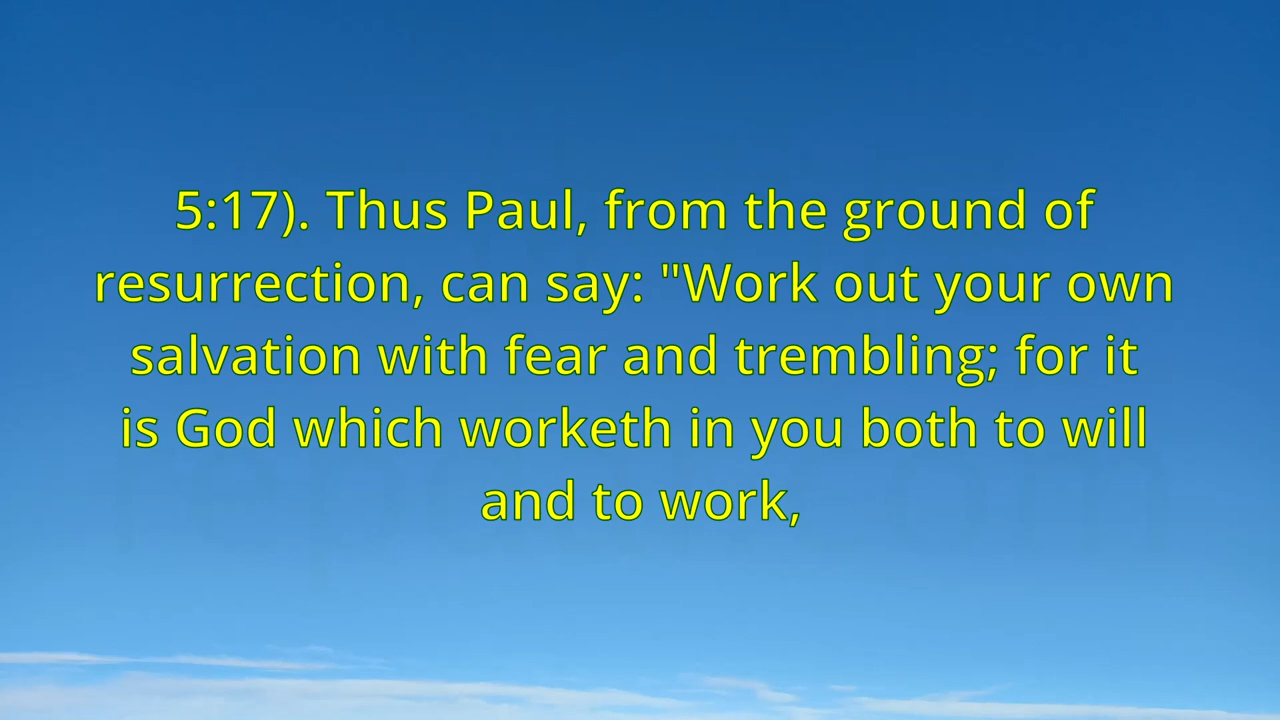 5:17). Thus Paul, from the ground of
resurrection, can say: "Work out your own
salvation with fear and trembling; for it
is God which worketh in you both to will
and to work,